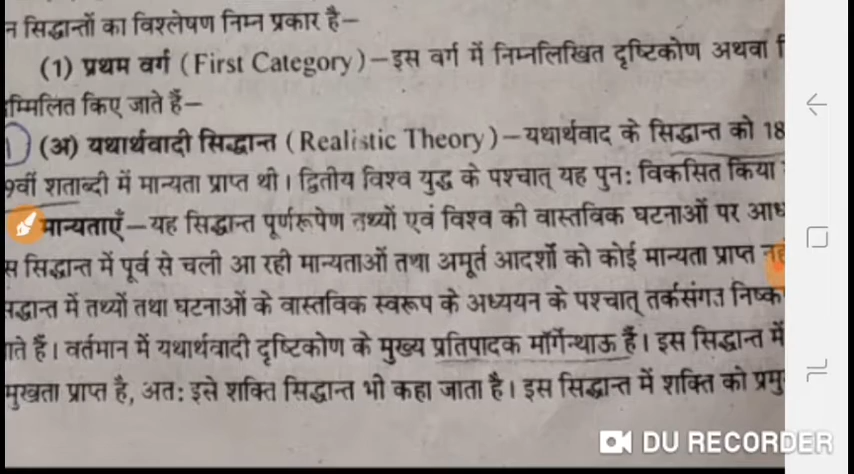 न सिद्धान्तों का विश्लेषण निम्न प्रकार है—
(1) प्रथम वर्ग (First Category)—इस वर्ग में निम्नलिखित दृष्टिकोण अथवा
म्मिलित किए जाते हैं—
(अ) यथार्थवादी सिद्धान्त (Realistic Theory)—यथार्थवाद के सिद्धान्त को 18
9वीं शताब्दी में मान्यता प्राप्त थी। द्वितीय विश्व युद्ध के पश्चात् यह पुनः विकसित किया
मान्यताएँ—यह सिद्धान्त पूर्णरूपेण तथ्यों एवं विश्व की वास्तविक घटनाओं पर आध
स सिद्धान्त में पूर्व से चली आ रही मान्यताओं तथा अमूर्त आदर्शों को कोई मान्यता प्राप्त
द्धान्त में तथ्यों तथा घटनाओं के वास्तविक स्वरूप के अध्ययन के पश्चात् तर्कसंगत निष्क
ाते हैं। वर्तमान में यथार्थवादी दृष्टिकोण के मुख्य प्रतिपादक मॉर्गेन्थाऊ हैं। इस सिद्धान्त में
मुखता प्राप्त है, अतः इसे शक्ति सिद्धान्त भी कहा जाता है। इस सिद्धान्त में शक्ति को प्रमु
DU RECORDER